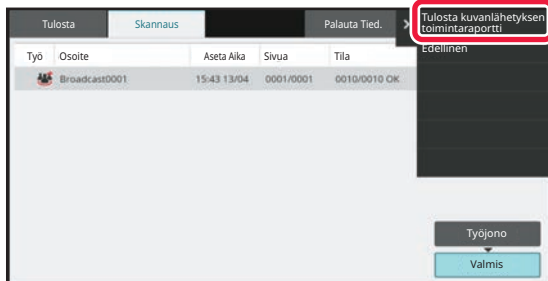 Tulosta
Skannaus
Palauta Tied.
Tulosta kuvanlähetyksen
toimintaraportti
Edellinen
Työ Osoite Aseta Aika Sivua Tila
Broadcast0001 15:43 13/04 0001/0001 0010/0010 OK
Työjono
Valmis